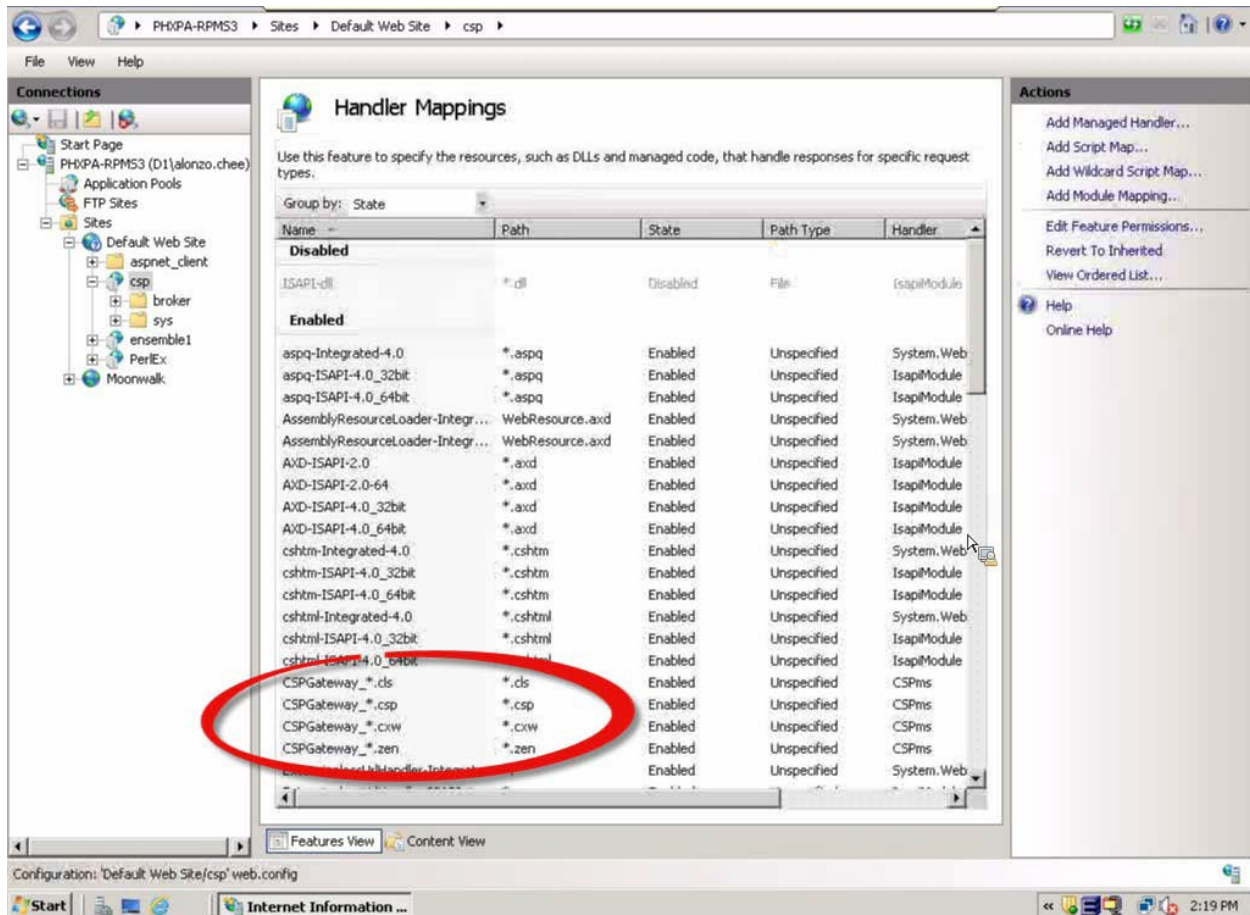 PHXPA-RPMS3 Sites Default Web Site csp
File View Help
Connections
Start Page
PHXPA-RPMS3 (D1\alonzo.chee)
Application Pools
FTP Sites
Sites
Default Web Site
aspnet_client
csp
broker
sys
ensemble1
PerlEx
Moonwalk
Handler Mappings
Use this feature to specify the resources, such as DLLs and managed code, that handle responses for specific request
types.
Group by: State
Name Path State Path Type Handler
Disabled
ISAPI-dll *.dll Disabled File IsapiModule
Enabled
aspq-Integrated-4.0 *.aspq Enabled Unspecified System.Web
aspq-ISAPI-4.0_32bit *.aspq Enabled Unspecified IsapiModule
aspq-ISAPI-4.0_64bit *.aspq Enabled Unspecified IsapiModule
AssemblyResourceLoader-Integr... WebResource.axd Enabled Unspecified System.Web
AssemblyResourceLoader-Integr... WebResource.axd Enabled Unspecified System.Web
AXD-ISAPI-2.0 *.axd Enabled Unspecified IsapiModule
AXD-ISAPI-2.0-64 *.axd Enabled Unspecified IsapiModule
AXD-ISAPI-4.0_32bit *.axd Enabled Unspecified IsapiModule
AXD-ISAPI-4.0_64bit *.axd Enabled Unspecified IsapiModule
cshtm-Integrated-4.0 *.cshtm Enabled Unspecified System.Web
cshtm-ISAPI-4.0_32bit *.cshtm Enabled Unspecified IsapiModule
cshtm-ISAPI-4.0_64bit *.cshtm Enabled Unspecified IsapiModule
cshtml-Integrated-4.0 *.cshtml Enabled Unspecified System.Web
cshtml-ISAPI-4.0_32bit *.cshtml Enabled Unspecified IsapiModule
cshtml-ISAPI-4.0_64bit Enabled Unspecified IsapiModule
CSPGateway_*.cls *.cls Enabled Unspecified CSPms
CSPGateway_*.csp *.csp Enabled Unspecified CSPms
CSPGateway_*.cxw *.cxw Enabled Unspecified CSPms
CSPGateway_*.zen *.zen Enabled Unspecified CSPms
Enabled Unspecified System.Web
Features View Content View
Actions
Add Managed Handler...
Add Script Map...
Add Wildcard Script Map...
Add Module Mapping...
Edit Feature Permissions...
Revert To Inherited
View Ordered List...
Help
Online Help
Configuration: 'Default Web Site/csp' web.config
Start Internet Information ... 2:19 PM